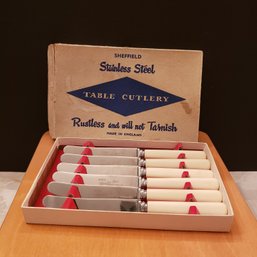 SHEFFIELD
Stainless Steel
TABLE CUTLERY
Rustless and will not Tarnish
MADE IN ENGLAND